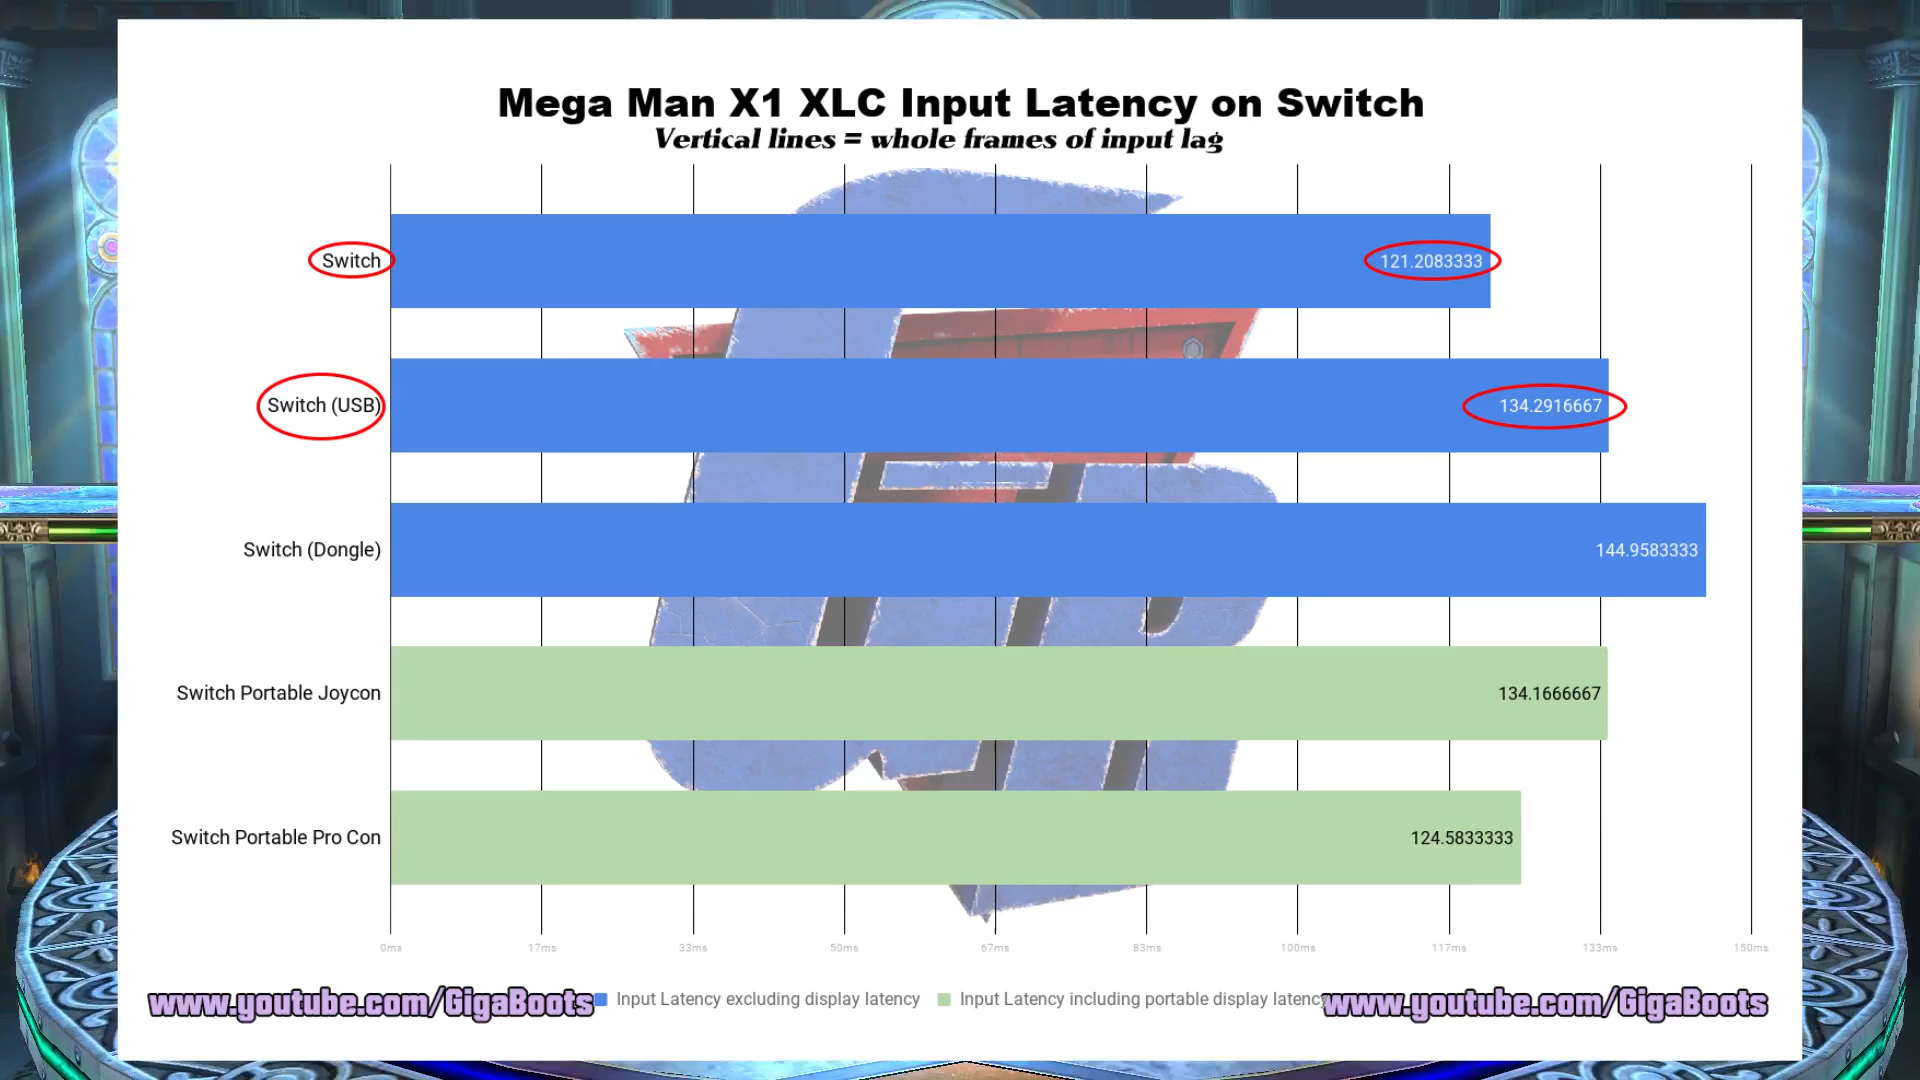 Mega Man X1 XLC Input Latency on Switch
Vertical lines = whole frames of input lag
Switch 121.2083333
Switch (USB) 134.2916667
Switch (Dongle) 144.9583333
Switch Portable Joycon 134.1666667
Switch Portable Pro Con 124.5833333
0ms 17ms 33ms 50ms 67ms 83ms 100ms 117ms 133ms 150ms
www.youtube.com/GigaBoots Input Latency excluding display latency Input Latency including portable display latency www.youtube.com/GigaBoots